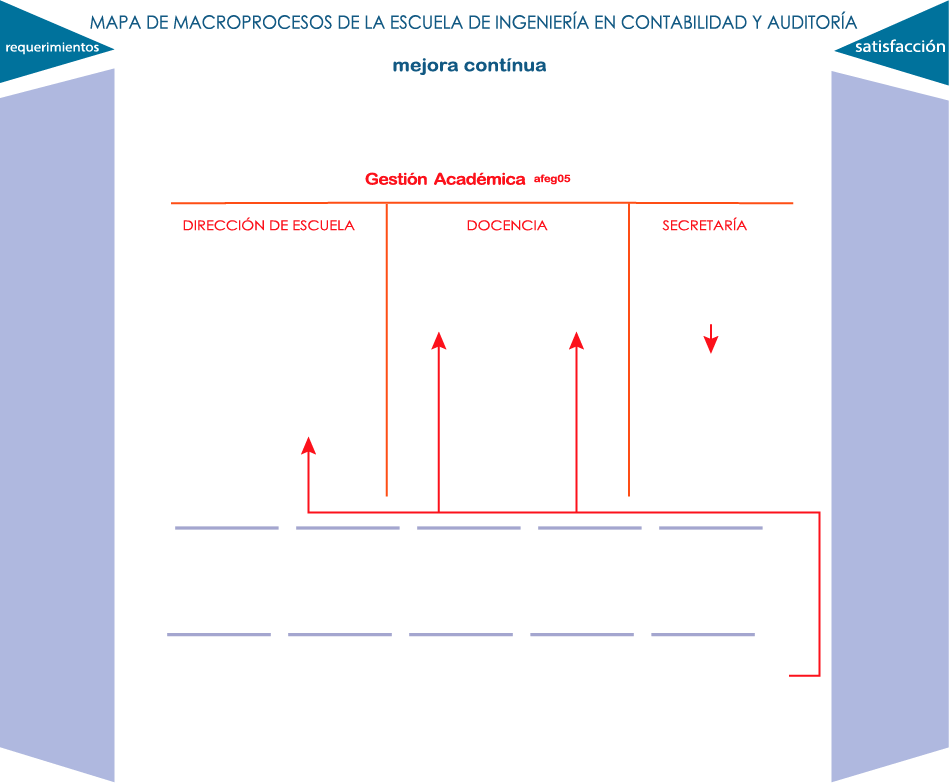 MAPA DE MACROPROCESOS DE LA ESCUELA DE INGENIERÍA EN CONTABILIDAD Y AUDITORÍA
requerimientos
satisfacción
mejora contínua
Gestión Académica afeg05
DIRECCIÓN DE ESCUELA
DOCENCIA
SECRETARÍA